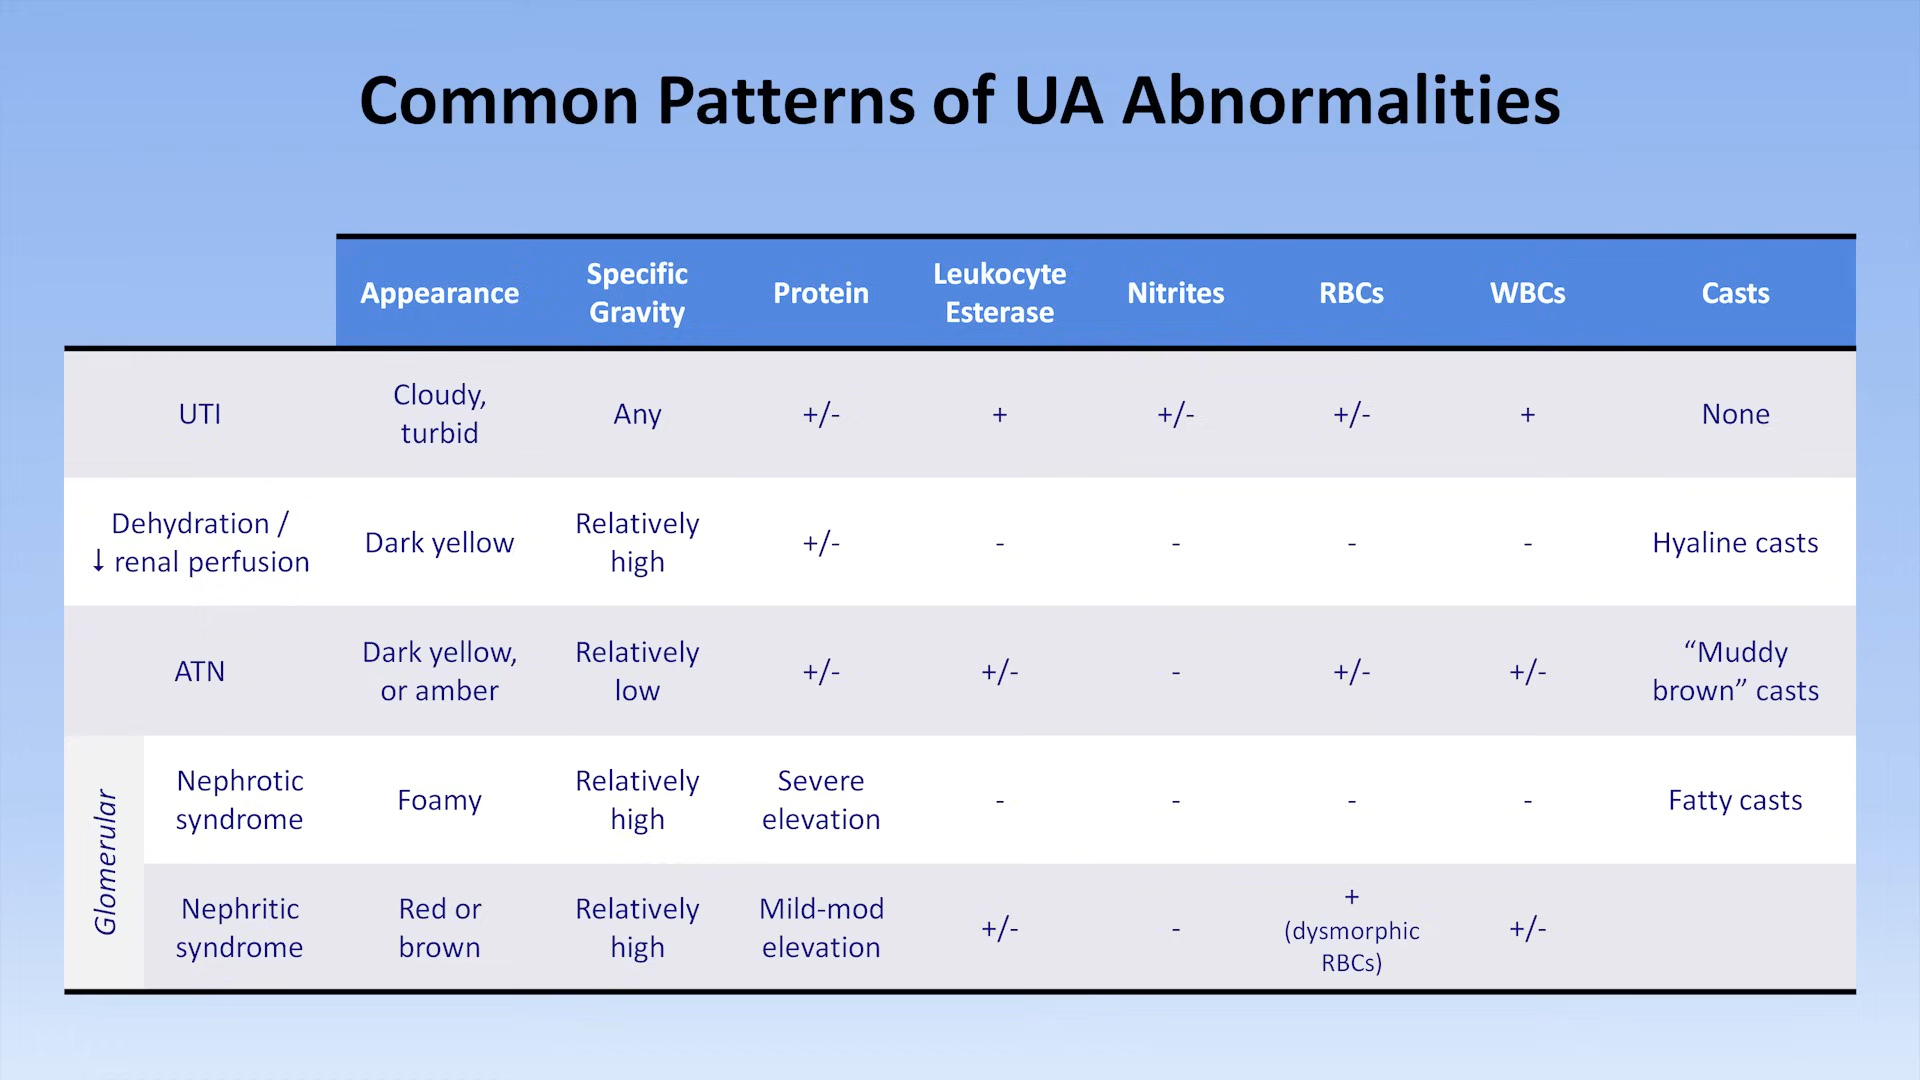 Common Patterns of UA Abnormalities
Appearance
Specific
Gravity
Protein
Leukocyte
Esterase
Nitrites
RBCs
WBCs
Casts
UTI
Cloudy,
turbid
Any
+/-
+
+/-
+/-
+
None
Dehydration /
↓ renal perfusion
Dark yellow
Relatively
high
+/-
-
-
-
-
Hyaline casts
ATN
Dark yellow,
or amber
Relatively
low
+/-
+/-
-
+/-
+/-
“Muddy
brown” casts
Glomerular
Nephrotic
syndrome
Foamy
Relatively
high
Severe
elevation
-
-
-
-
Fatty casts
Nephritic
syndrome
Red or
brown
Relatively
high
Mild-mod
elevation
+/-
-
+
(dysmorphic
RBCs)
+/-